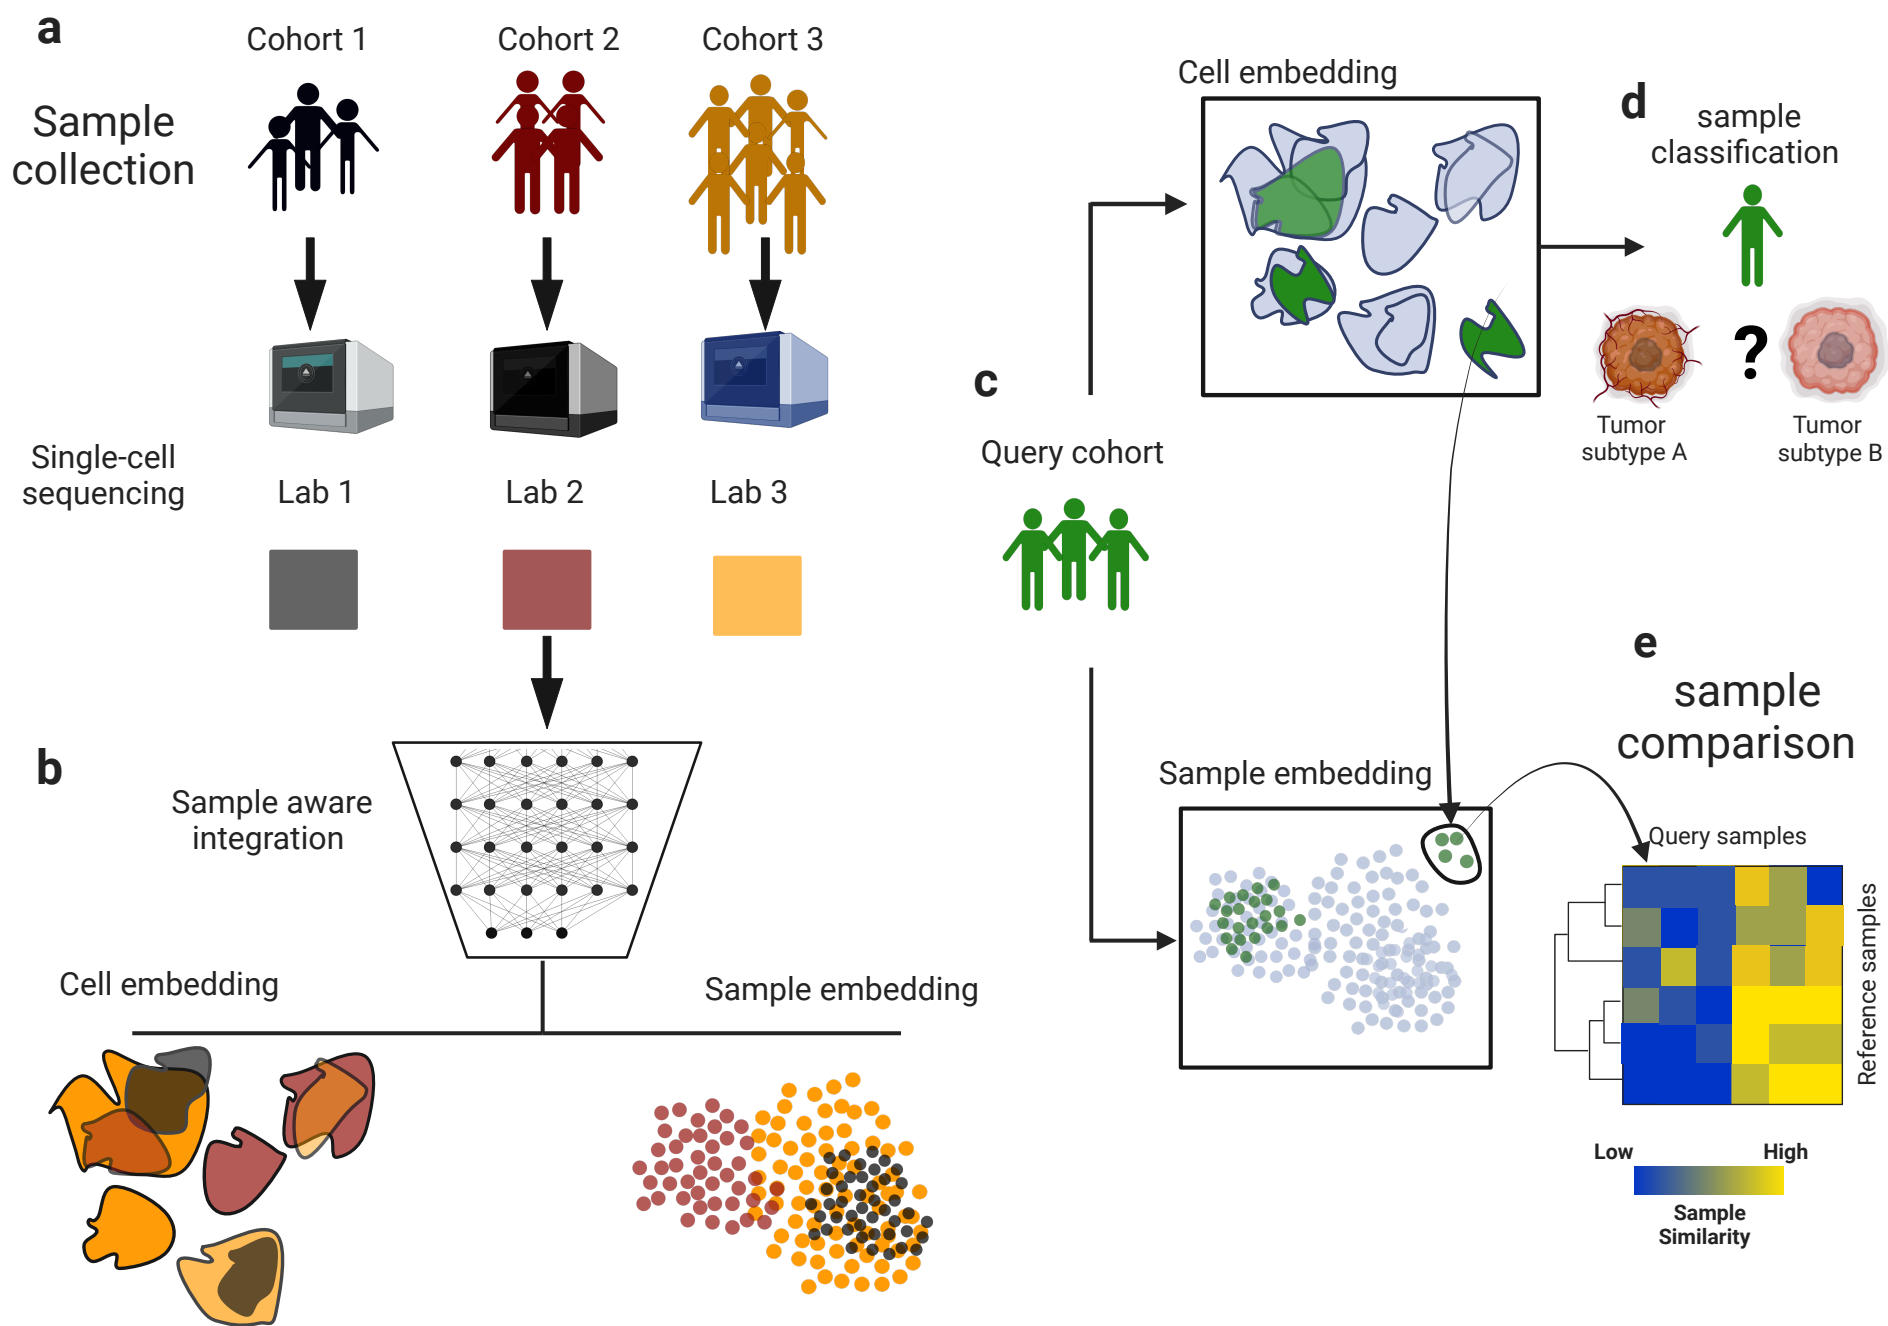 a
Cohort 1
Cohort 2
Cohort 3
Sample
collection
Single-cell
sequencing
Lab 1
Lab 2
Lab 3
b
Sample aware
integration
Cell embedding
Sample embedding
c
Query cohort
Cell embedding
Sample embedding
d
sample
classification
?
Tumor
subtype A
Tumor
subtype B
e
sample
comparison
Query samples
Reference samples
Low
High
Sample
Similarity